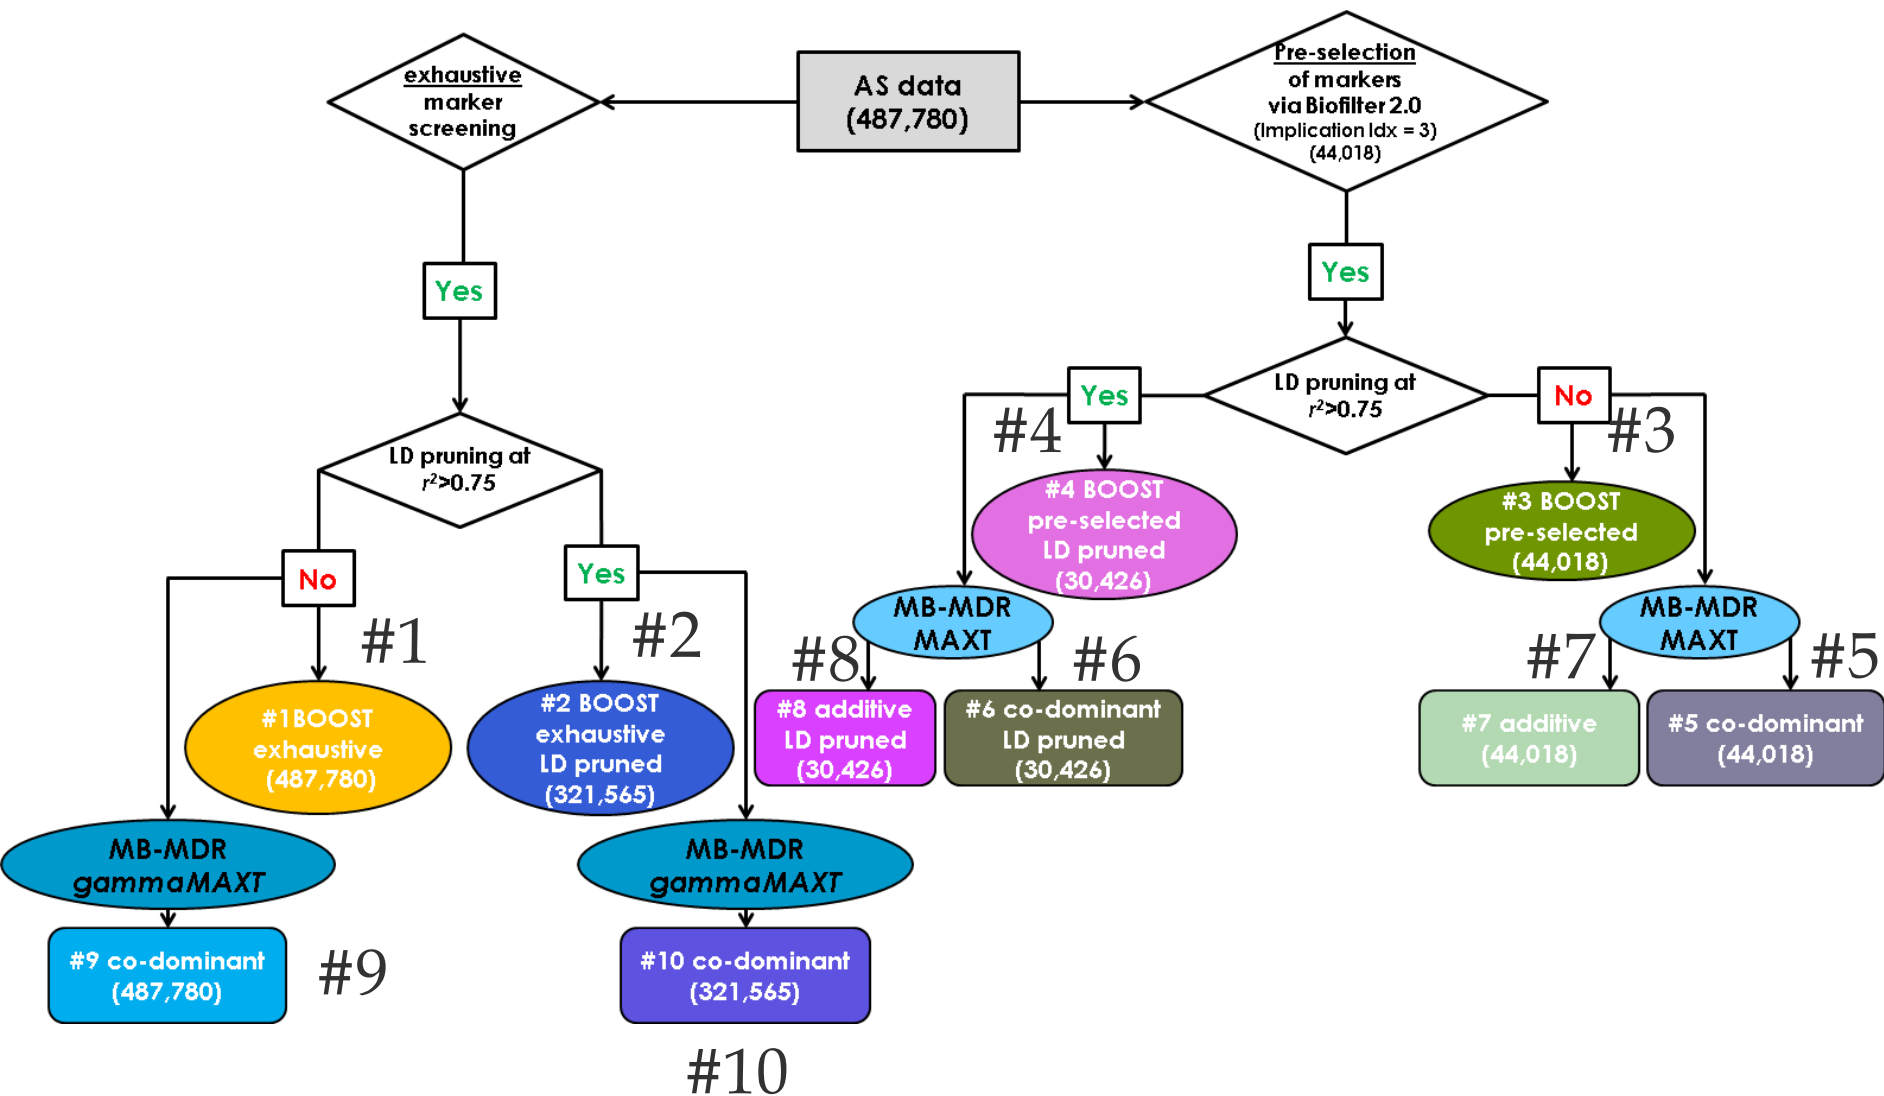 exhaustive
marker
screening
AS data
(487,780)
Pre-selection
of markers
via Biofilter 2.0
(Implication Idx = 3)
(44,018)
Yes
Yes
LD pruning at
r²>0.75
No
Yes
#1
#2
#1BOOST
exhaustive
(487,780)
#2 BOOST
exhaustive
LD pruned
(321,565)
MB-MDR
gammaMAXT
MB-MDR
gammaMAXT
#9 co-dominant
(487,780)
#9
#10 co-dominant
(321,565)
#10
Yes
LD pruning at
r²>0.75
No
#4
#3
#4 BOOST
pre-selected
LD pruned
(30,426)
#3 BOOST
pre-selected
(44,018)
MB-MDR
MAXT
MB-MDR
MAXT
#8
#6
#7
#5
#8 additive
LD pruned
(30,426)
#6 co-dominant
LD pruned
(30,426)
#7 additive
(44,018)
#5 co-dominant
(44,018)